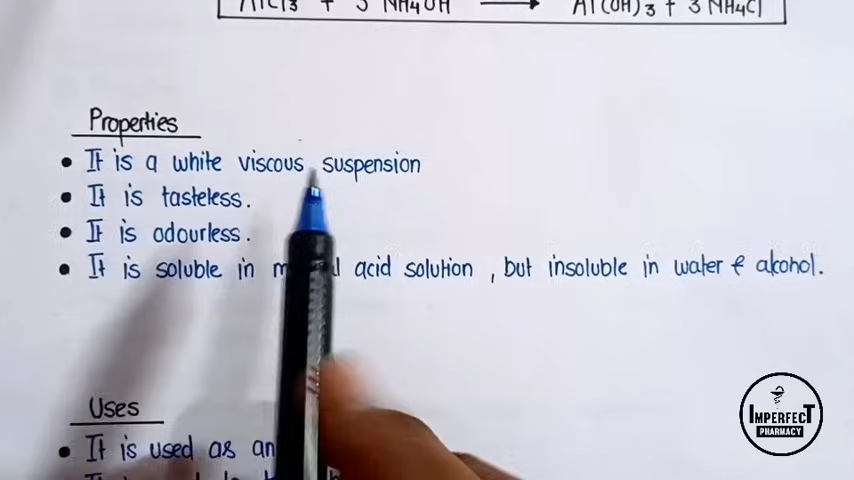 AlCl3 + 3 NH4OH → Al(OH)3 + 3 NH4Cl
Properties
• It is a white viscous suspension
• It is tasteless.
• It is odourless.
• It is soluble in acid solution , but insoluble in water & alcohol.
Uses
• It is used as an
IMPERFECT
PHARMACY